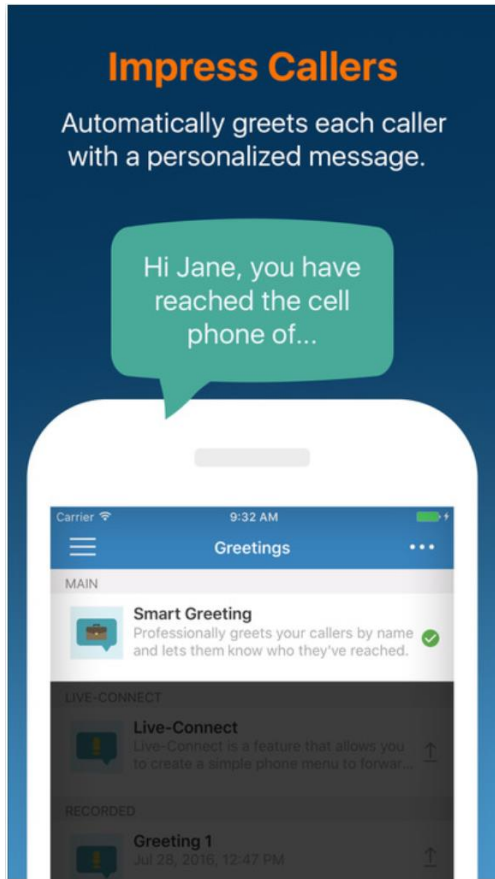 Impress Callers
Automatically greets each caller
with a personalized message.
Hi Jane, you have
reached the cell
phone of...
Carrier 9:32 AM
Greetings
MAIN
Smart Greeting
Professionally greets your callers by name
and lets them know who they've reached.
LIVE-CONNECT
Live-Connect
Live-Connect is a feature that allows you
to create a simple phone menu to forwar...
RECORDED
Greeting 1
Jul 28, 2016, 12:47 PM